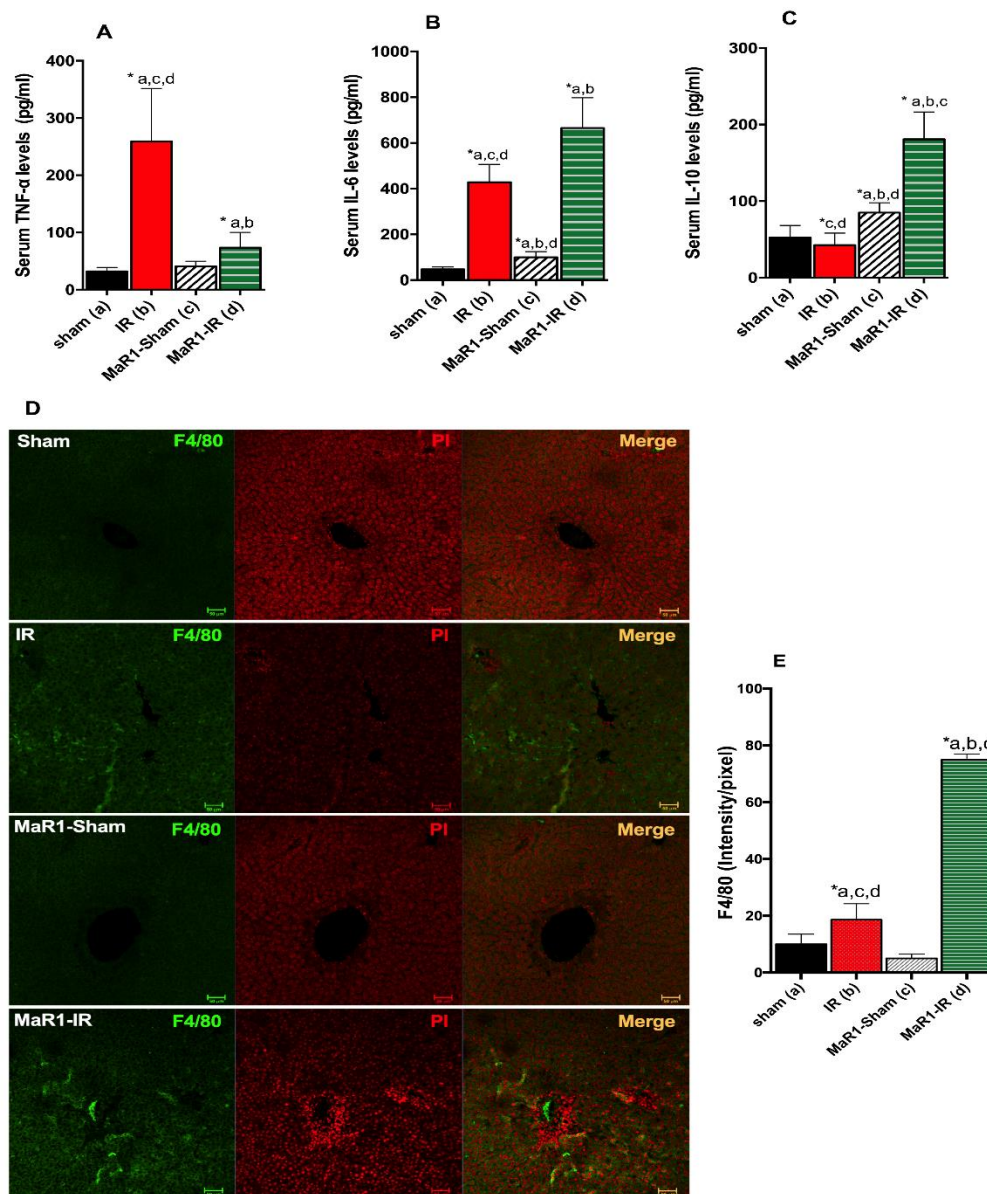 A
Serum TNF-α levels (pg/ml)
400
300
200
100
0
* a,c,d
* a,b
sham (a)
IR (b)
MaR1-Sham (c)
MaR1-IR (d)
B
Serum IL-6 levels (pg/ml)
1000
800
600
400
200
0
*a,c,d
*a,b,d
*a,b
sham (a)
IR (b)
MaR1-Sham (c)
MaR1-IR (d)
C
Serum IL-10 levels (pg/ml)
300
200
100
0
*c,d
*a,b,d
* a,b,c
sham (a)
IR (b)
MaR1-Sham (c)
MaR1-IR (d)
D
Sham F4/80 PI Merge
IR F4/80 PI Merge
MaR1-Sham F4/80 PI Merge
MaR1-IR F4/80 PI Merge
E
F4/80 (Intensity/pixel)
100
80
60
40
20
0
*a,c,d
*a,b,c
sham (a)
IR (b)
MaR1-Sham (c)
MaR1-IR (d)